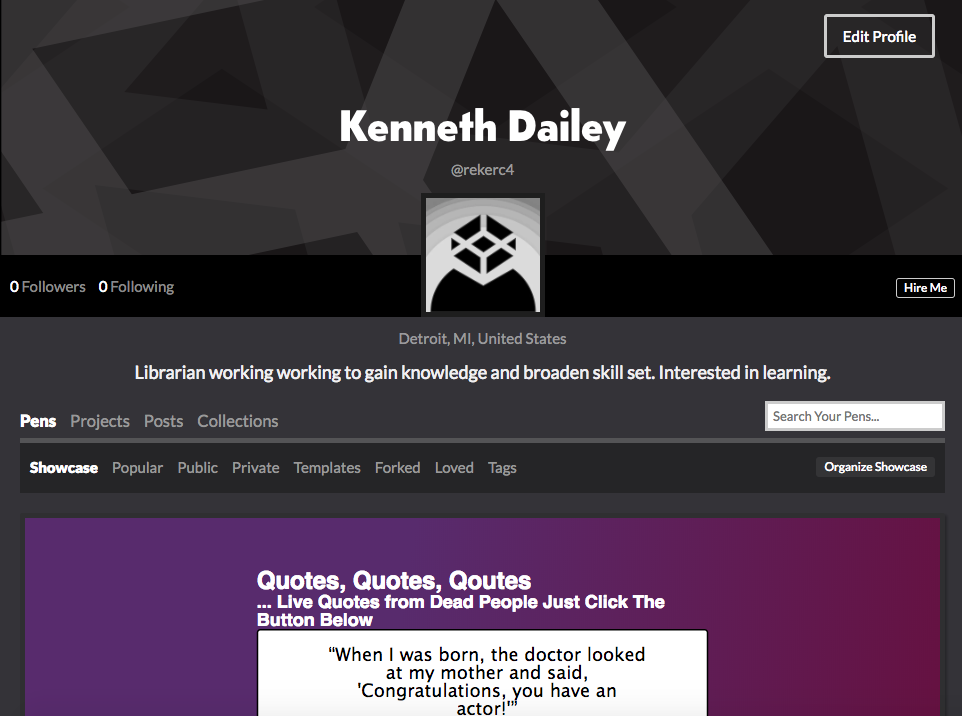 Edit Profile
Kenneth Dailey
@rekerc4
0 Followers 0 Following
Hire Me
Detroit, MI, United States
Librarian working working to gain knowledge and broaden skill set. Interested in learning.
Pens Projects Posts Collections
Search Your Pens...
Showcase Popular Public Private Templates Forked Loved Tags
Organize Showcase
Quotes, Quotes, Qoutes
... Live Quotes from Dead People Just Click The
Button Below
“When I was born, the doctor looked
at my mother and said,
'Congratulations, you have an
actor!'”